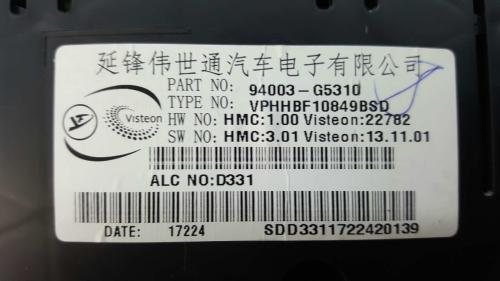 延锋伟世通汽车电子有限公司
PART NO: 94003-G5310
TYPE NO: VPHHBF10849BSD
Visteon
HW NO: HMC:1.00 Visteon:22782
SW NO: HMC:3.01 Visteon:13.11.01
ALC NO:D331
DATE: 17224 SDD3311722420139